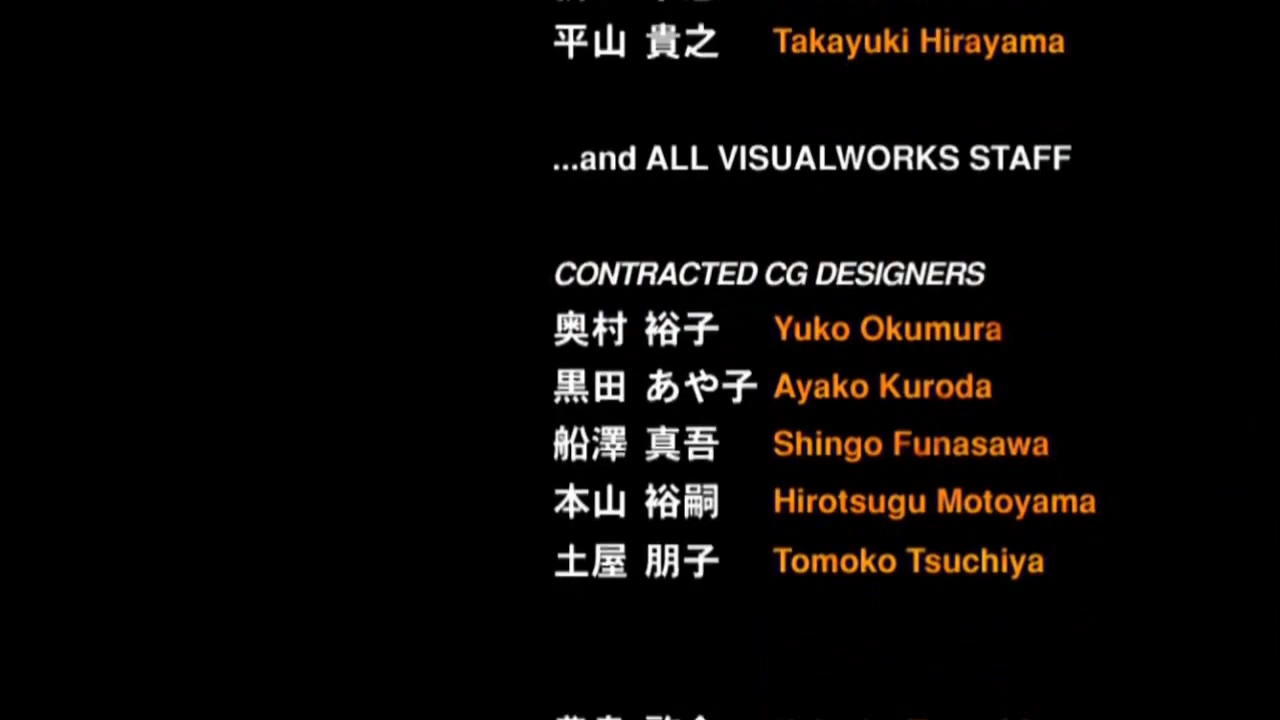 平山 貴之 Takayuki Hirayama
...and ALL VISUALWORKS STAFF
CONTRACTED CG DESIGNERS
奥村 裕子 Yuko Okumura
黒田 あや子 Ayako Kuroda
船澤 真吾 Shingo Funasawa
本山 裕嗣 Hirotsugu Motoyama
土屋 朋子 Tomoko Tsuchiya